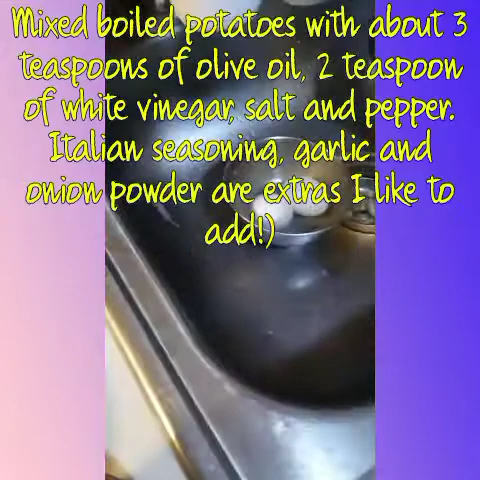 Mixed boiled potatoes with about 3
teaspoons of olive oil, 2 teaspoon
of white vinegar, salt and pepper.
Italian seasoning, garlic and
onion powder are extras I like to
add!)